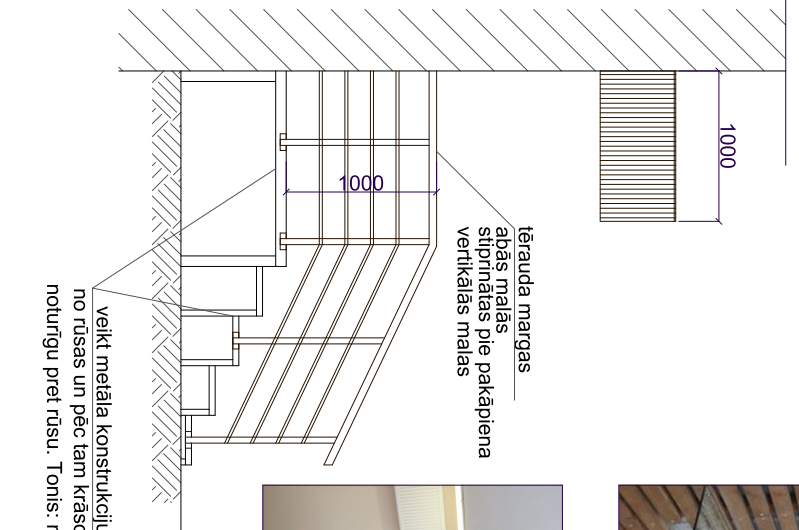 1000
1000
tērauda margas
abās malās
stiprinātas pie pakāpiena
vertikālās malas
veikt metāla konstrukciju
no rūsas un pēc tam krāso
noturīgu pret rūsu. Tonis: